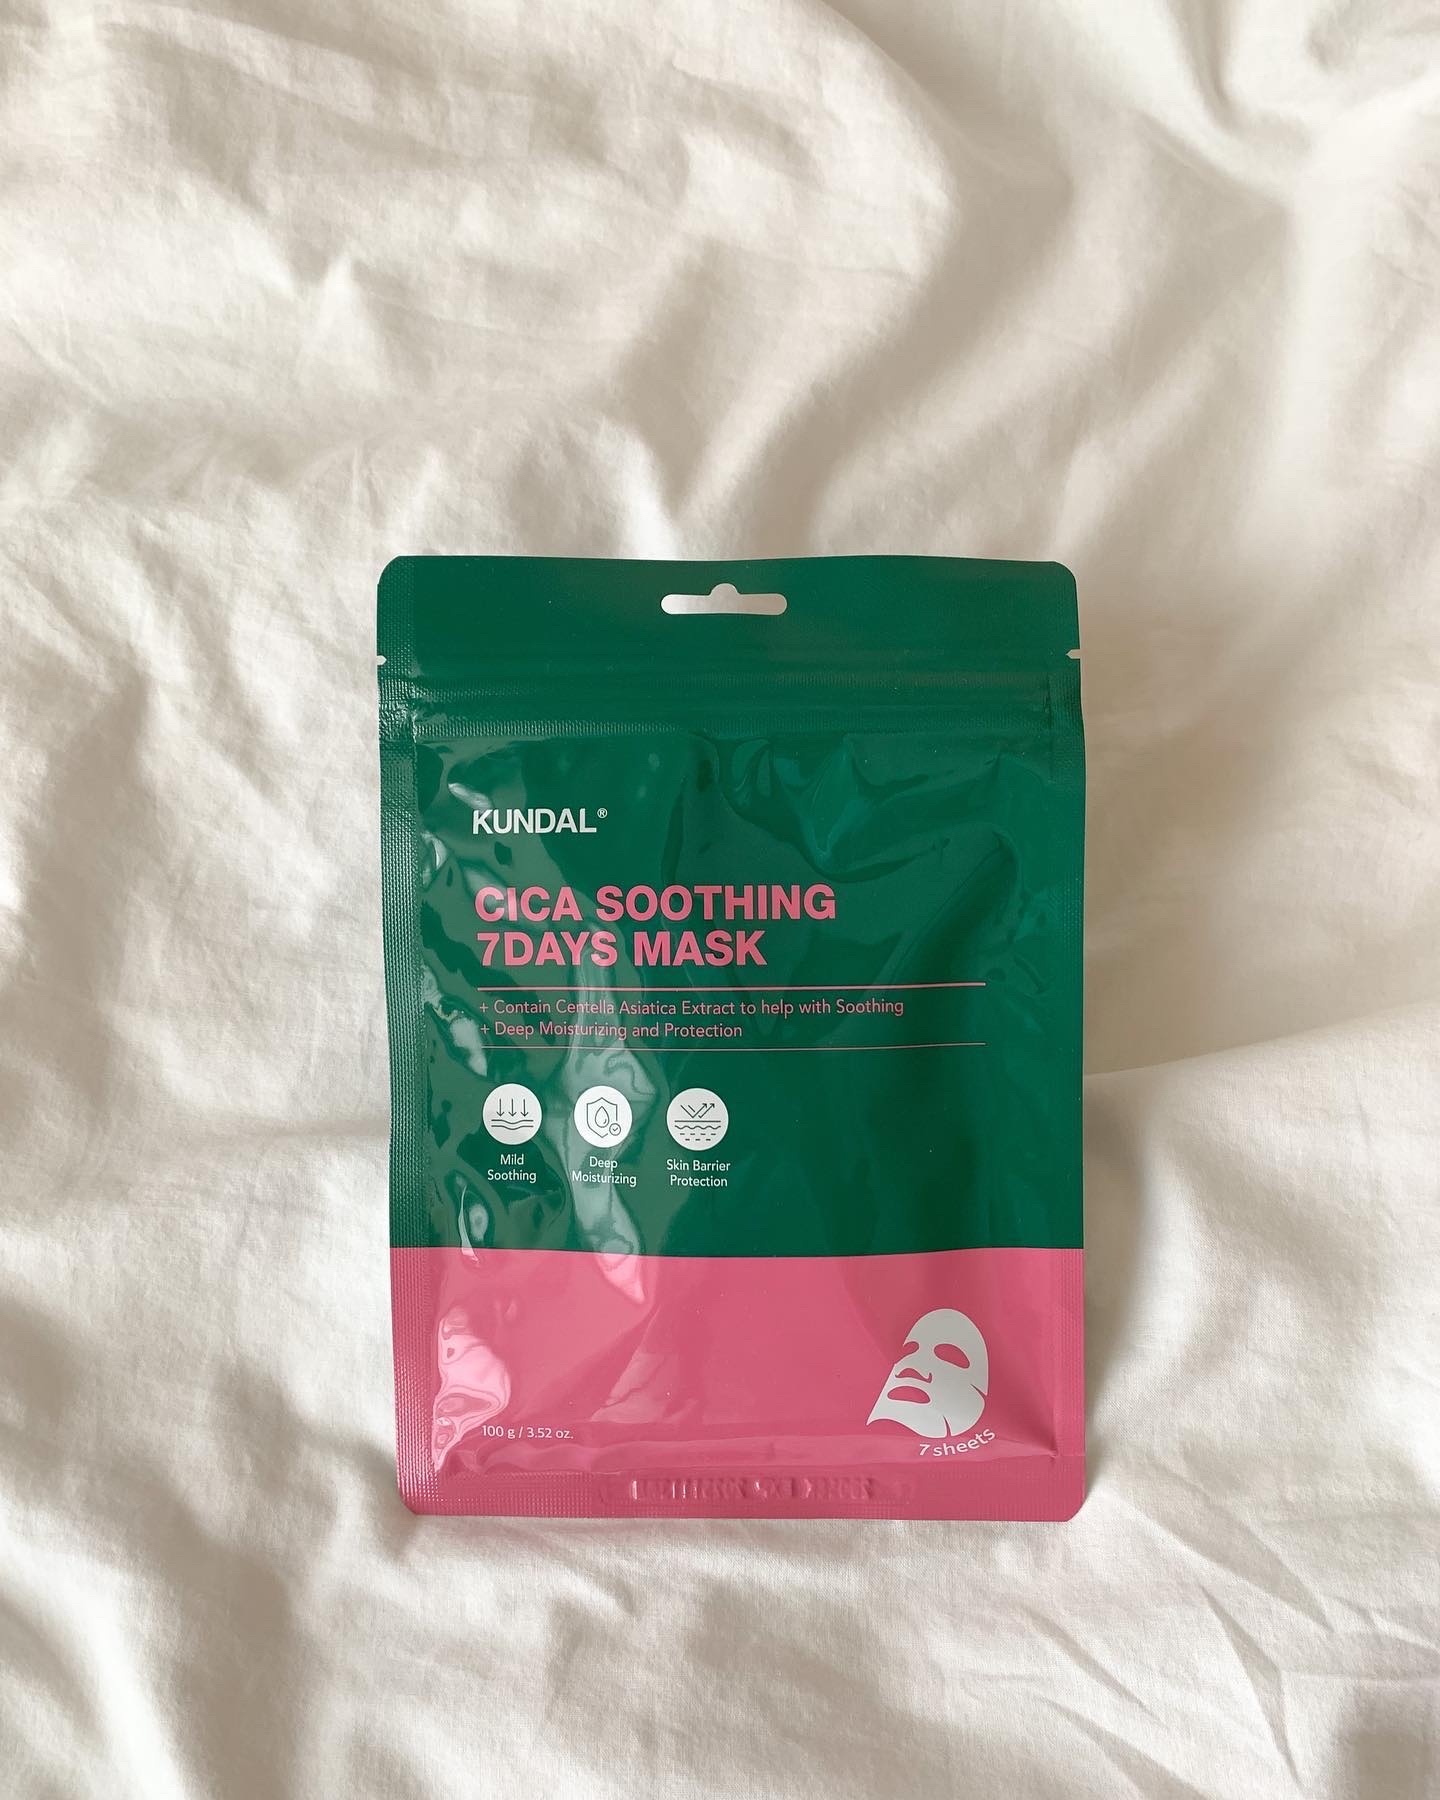 KUNDAL®
CICA SOOTHING
7DAYS MASK
+ Contain Centella Asiatica Extract to help with Soothing
+ Deep Moisturizing and Protection
Mild
Soothing
Deep
Moisturizing
Skin Barrier
Protection
100 g / 3.52 oz.
7 sheets